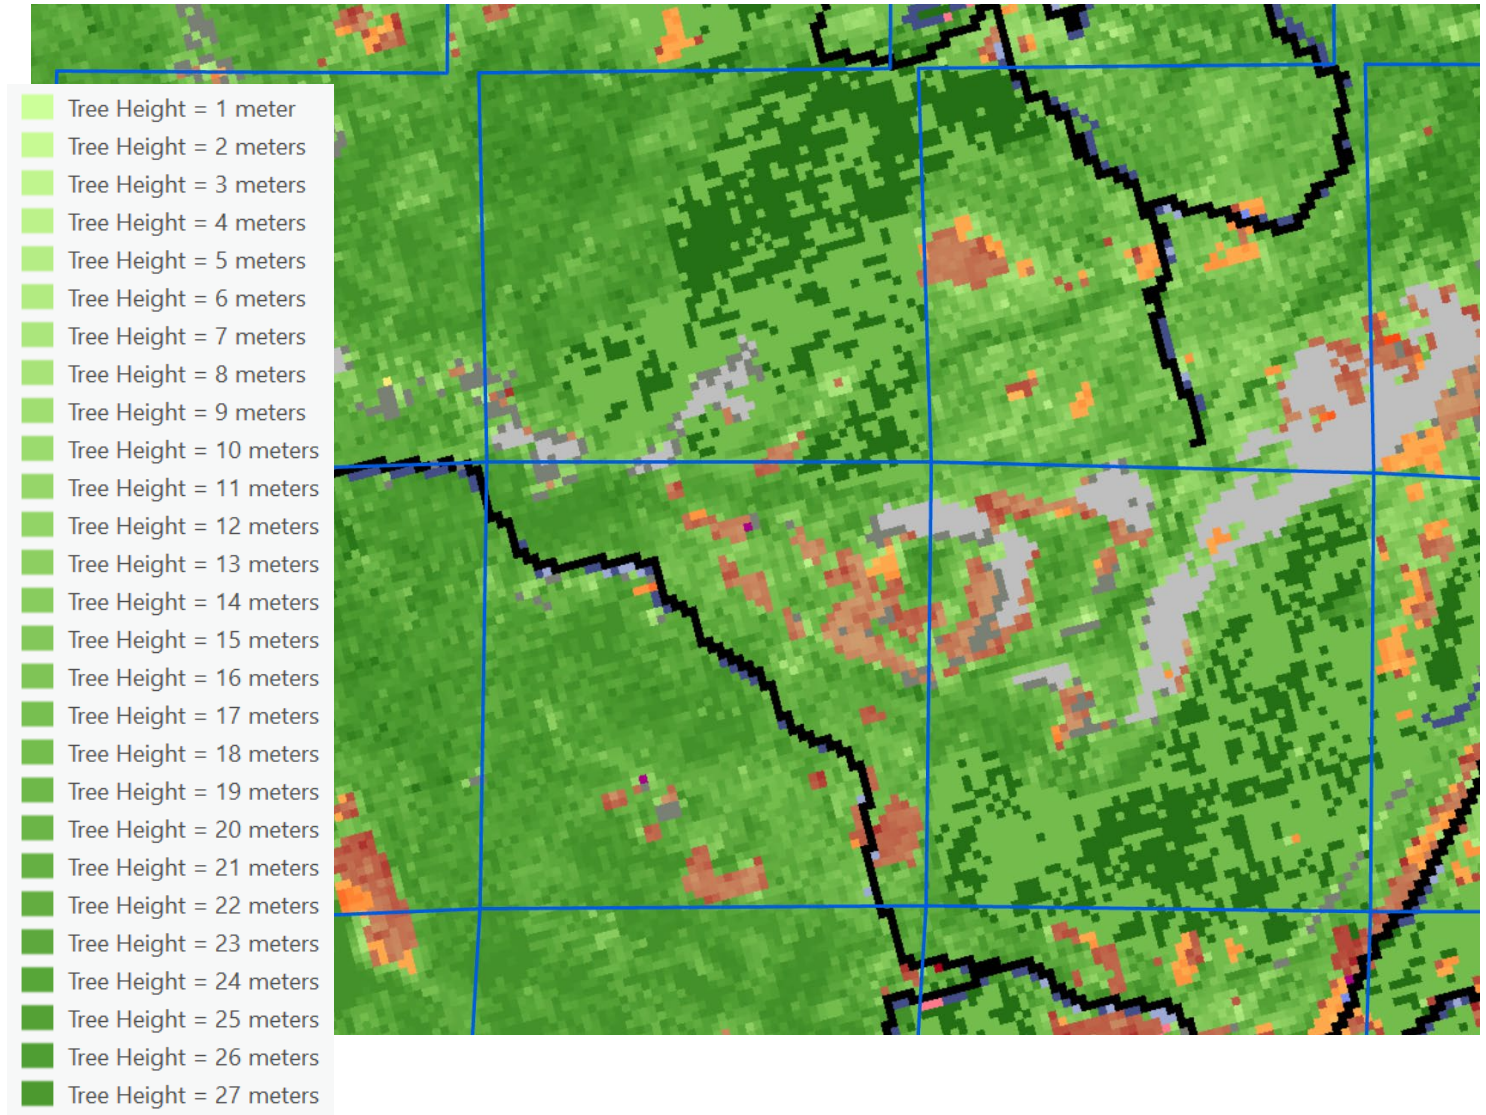 Tree Height = 1 meter
Tree Height = 2 meters
Tree Height = 3 meters
Tree Height = 4 meters
Tree Height = 5 meters
Tree Height = 6 meters
Tree Height = 7 meters
Tree Height = 8 meters
Tree Height = 9 meters
Tree Height = 10 meters
Tree Height = 11 meters
Tree Height = 12 meters
Tree Height = 13 meters
Tree Height = 14 meters
Tree Height = 15 meters
Tree Height = 16 meters
Tree Height = 17 meters
Tree Height = 18 meters
Tree Height = 19 meters
Tree Height = 20 meters
Tree Height = 21 meters
Tree Height = 22 meters
Tree Height = 23 meters
Tree Height = 24 meters
Tree Height = 25 meters
Tree Height = 26 meters
Tree Height = 27 meters